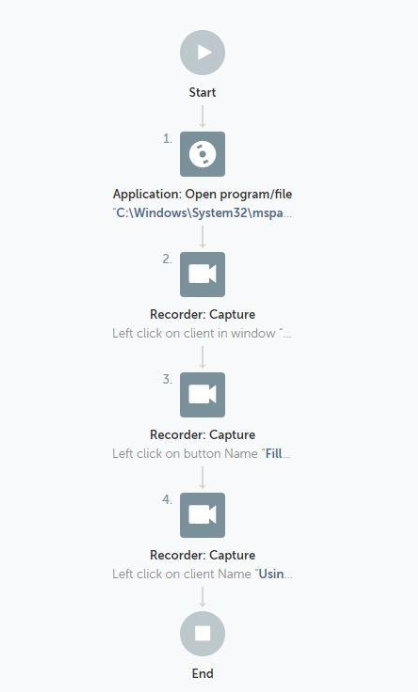 Start
1.
Application: Open program/file
"C:\Windows\System32\mspa...
2.
Recorder: Capture
Left click on client in window "...
3.
Recorder: Capture
Left click on button Name "Fill...
4.
Recorder: Capture
Left click on client Name "Usin...
End